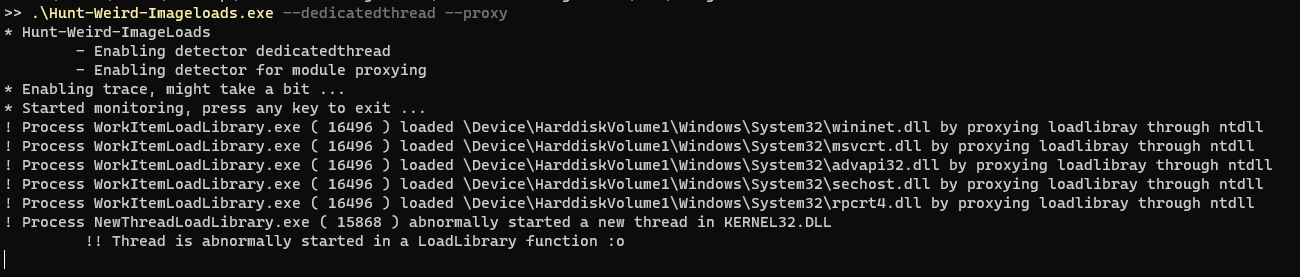 >> .\Hunt-Weird-Imageloads.exe --dedicatedthread --proxy
* Hunt-Weird-ImageLoads
- Enabling detector dedicatedthread
- Enabling detector for module proxying
* Enabling trace, might take a bit ...
* Started monitoring, press any key to exit ...
! Process WorkItemLoadLibrary.exe ( 16496 ) loaded \Device\HarddiskVolume1\Windows\System32\wininet.dll by proxying loadlibray through ntdll
! Process WorkItemLoadLibrary.exe ( 16496 ) loaded \Device\HarddiskVolume1\Windows\System32\msvcrt.dll by proxying loadlibray through ntdll
! Process WorkItemLoadLibrary.exe ( 16496 ) loaded \Device\HarddiskVolume1\Windows\System32\advapi32.dll by proxying loadlibray through ntdll
! Process WorkItemLoadLibrary.exe ( 16496 ) loaded \Device\HarddiskVolume1\Windows\System32\sechost.dll by proxying loadlibray through ntdll
! Process WorkItemLoadLibrary.exe ( 16496 ) loaded \Device\HarddiskVolume1\Windows\System32\rpcrt4.dll by proxying loadlibray through ntdll
! Process NewThreadLoadLibrary.exe ( 15868 ) abnormally started a new thread in KERNEL32.DLL
!! Thread is abnormally started in a LoadLibrary function :o